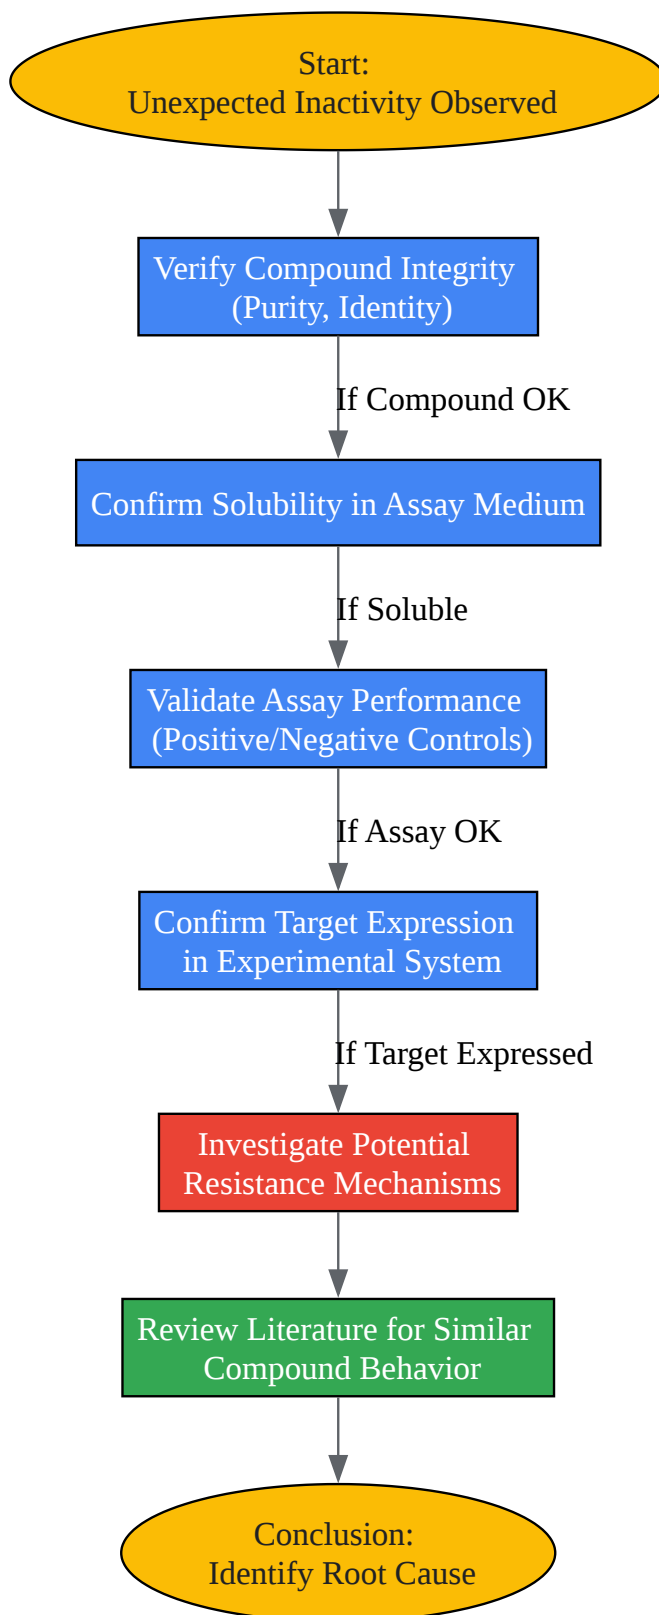 Start:
Unexpected Inactivity Observed
Verify Compound Integrity
(Purity, Identity)
If Compound OK
Confirm Solubility in Assay Medium
If Soluble
Validate Assay Performance
(Positive/Negative Controls)
If Assay OK
Confirm Target Expression
in Experimental System
If Target Expressed
Investigate Potential
Resistance Mechanisms
Review Literature for Similar
Compound Behavior
Conclusion:
Identify Root Cause